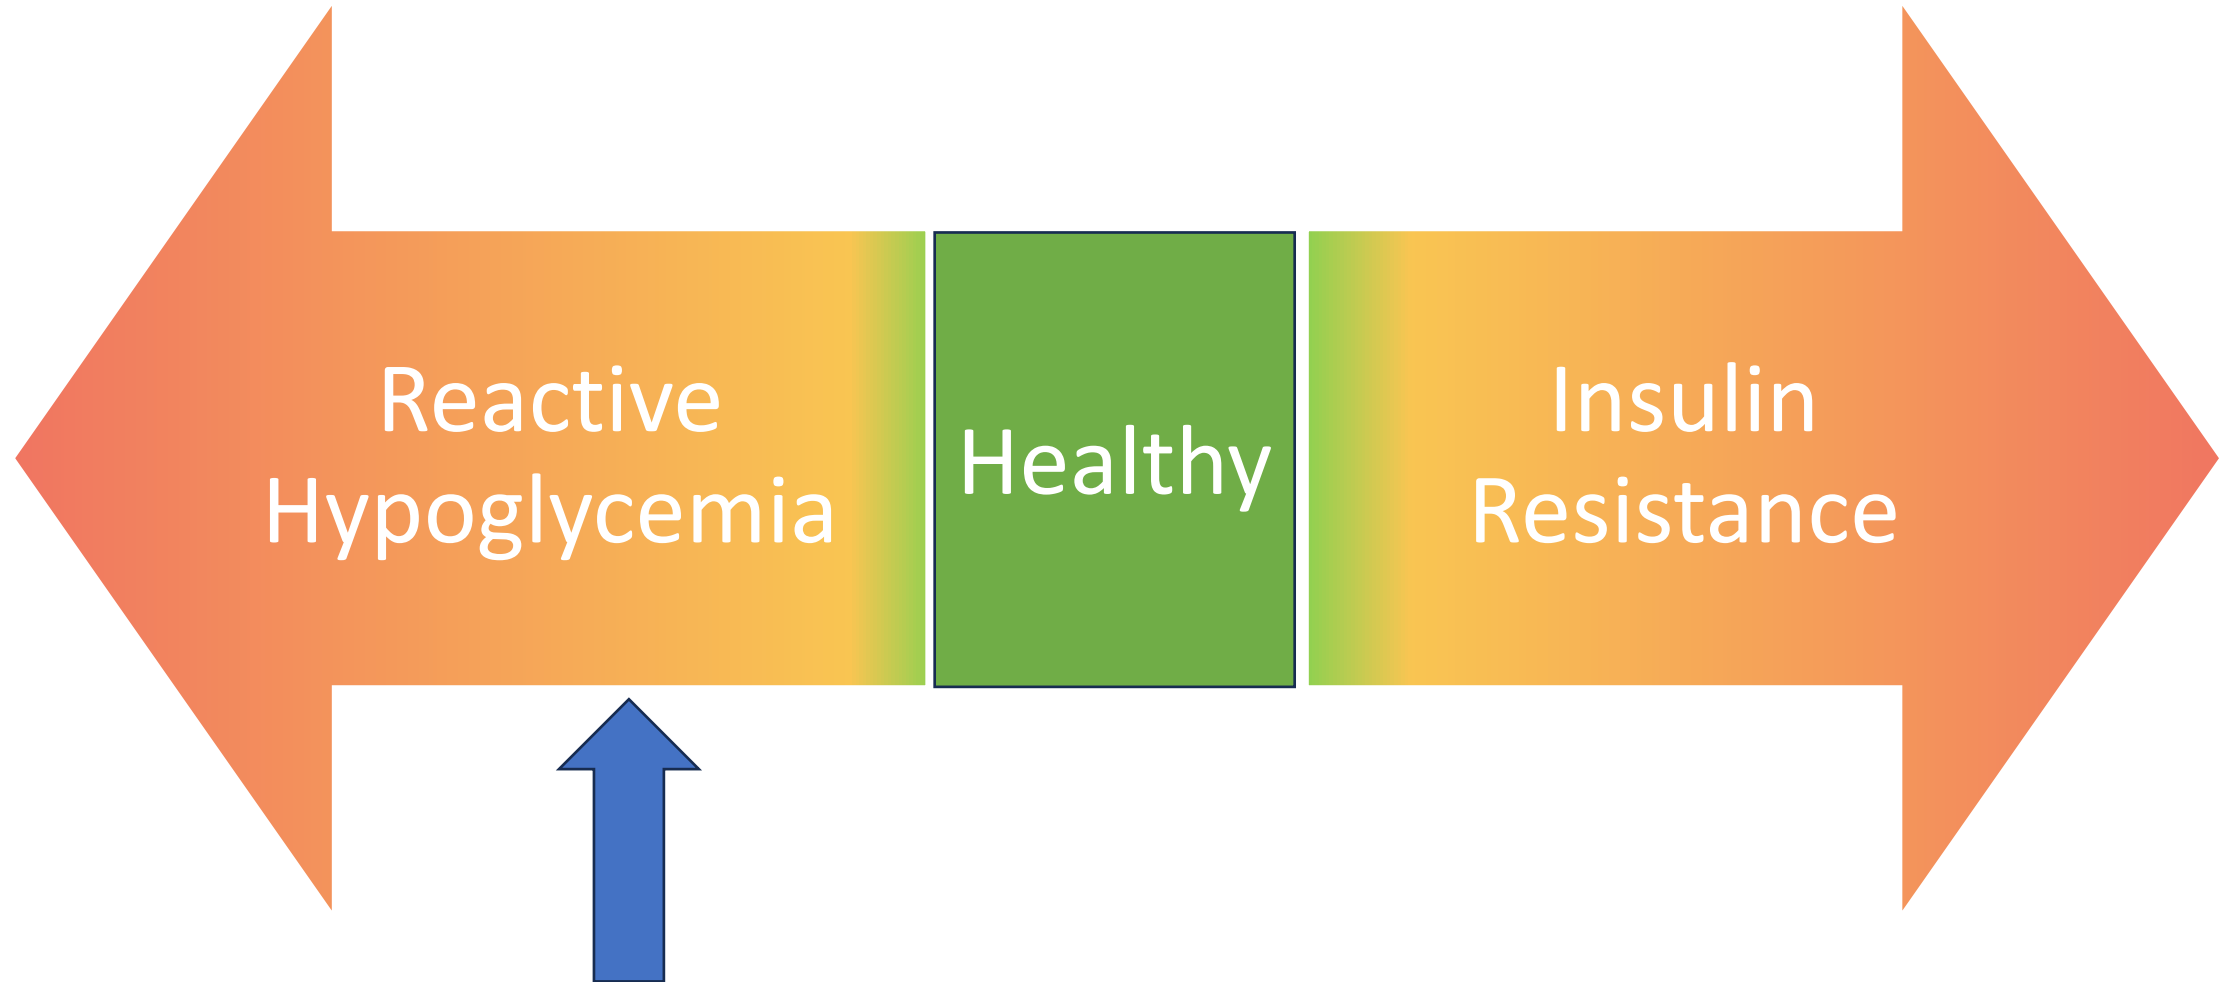 Reactive
Hypoglycemia
Healthy
Insulin
Resistance